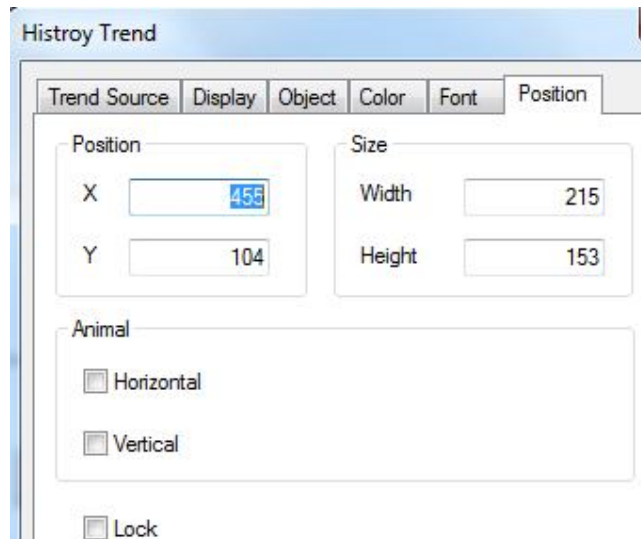 Histroy Trend
Trend Source Display Object Color Font Position
Position Size
X 455 Width 215
Y 104 Height 153
Animal
Horizontal
Vertical
Lock